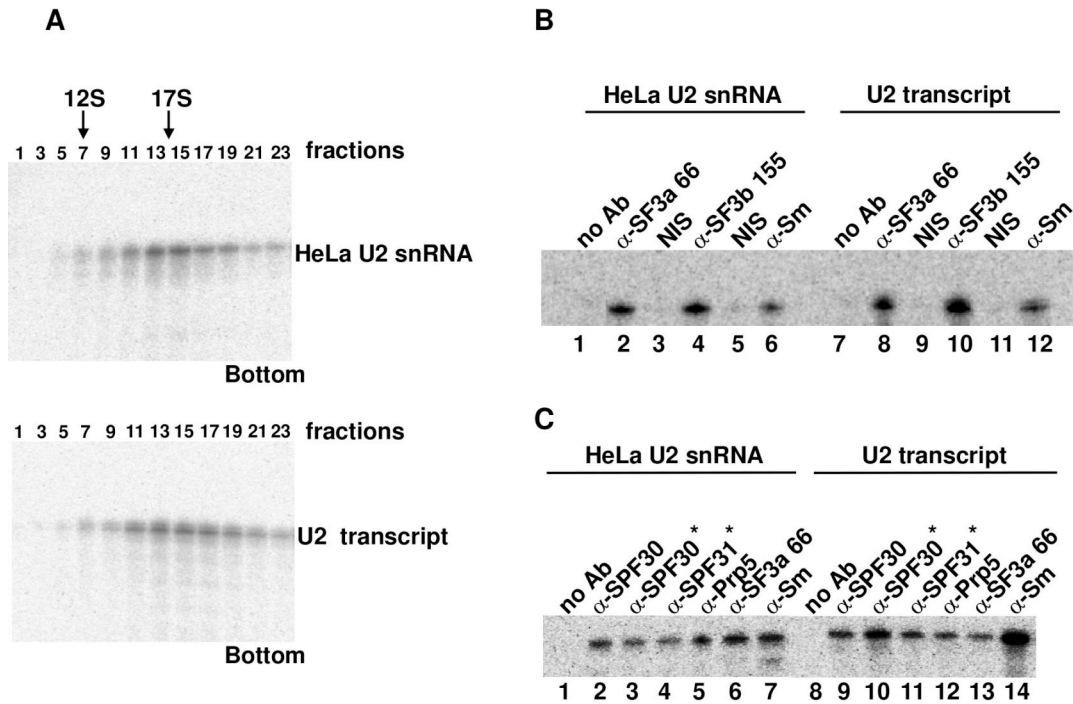 A
12S 17S
1 3 5 7 9 11 13 15 17 19 21 23 fractions
HeLa U2 snRNA
Bottom
1 3 5 7 9 11 13 15 17 19 21 23 fractions
U2 transcript
Bottom
B
HeLa U2 snRNA U2 transcript
no Ab α-SF3a 66 NIS α-SF3b 155 NIS α-Sm no Ab α-SF3a 66 NIS α-SF3b 155 NIS α-Sm
1 2 3 4 5 6 7 8 9 10 11 12
C
HeLa U2 snRNA U2 transcript
* * * *
no Ab α-SPF30 α-SPF30 α-SPF31 α-Prp5 α-SF3a 66 α-Sm no Ab α-SPF30 α-SPF30 α-SPF31 α-Prp5 α-SF3a 66 α-Sm
1 2 3 4 5 6 7 8 9 10 11 12 13 14